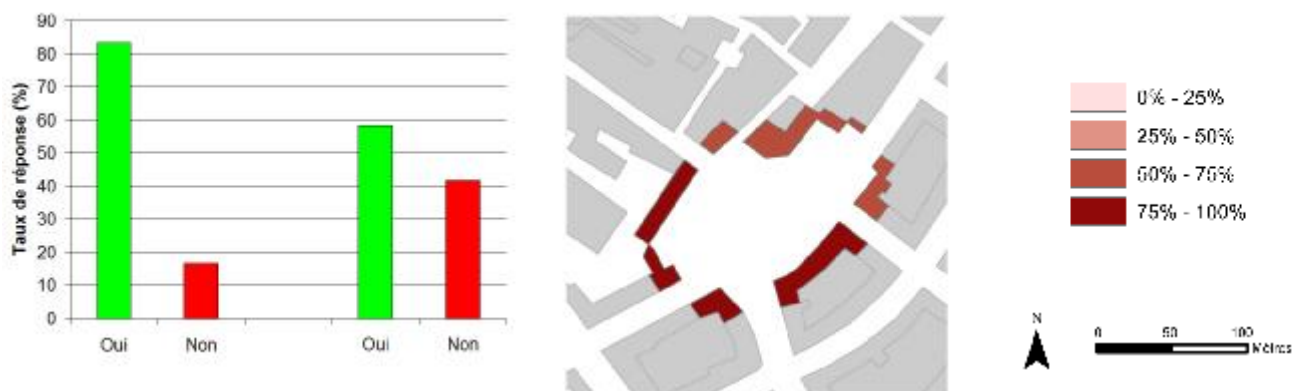 Taux de réponse (%)
90
80
70
60
50
40
30
20
10
0
Oui Non Oui Non
0% - 25%
25% - 50%
50% - 75%
75% - 100%
N
0 50 100
Mètres